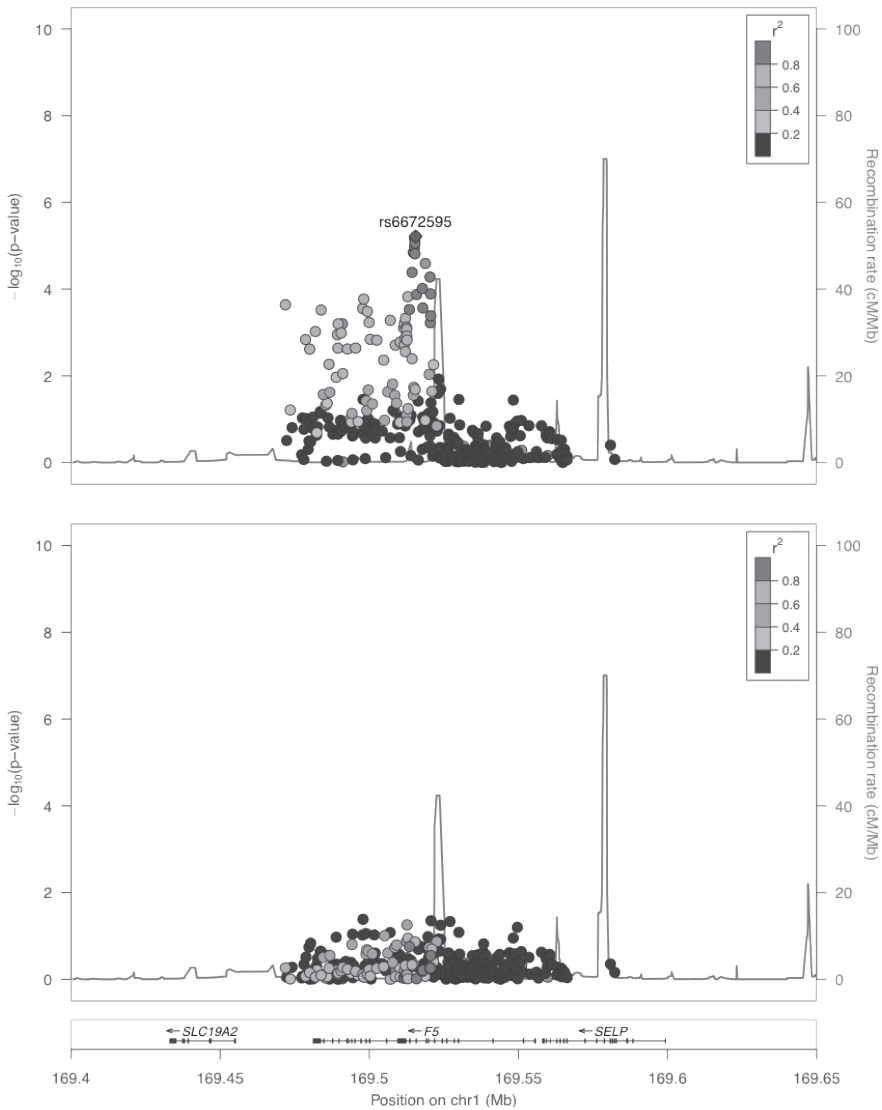 r2
10
8
6
4
2
0
0.8
0.6
0.4
0.2
100
80
60
40
20
0
−log10(p−value)
Recombination rate (cM/Mb)
rs6672595
r2
10
8
6
4
2
0
0.8
0.6
0.4
0.2
100
80
60
40
20
0
−log10(p−value)
Recombination rate (cM/Mb)
←SLC19A2
←F5
←SELP
169.4 169.45 169.5 169.55 169.6 169.65
Position on chr1 (Mb)